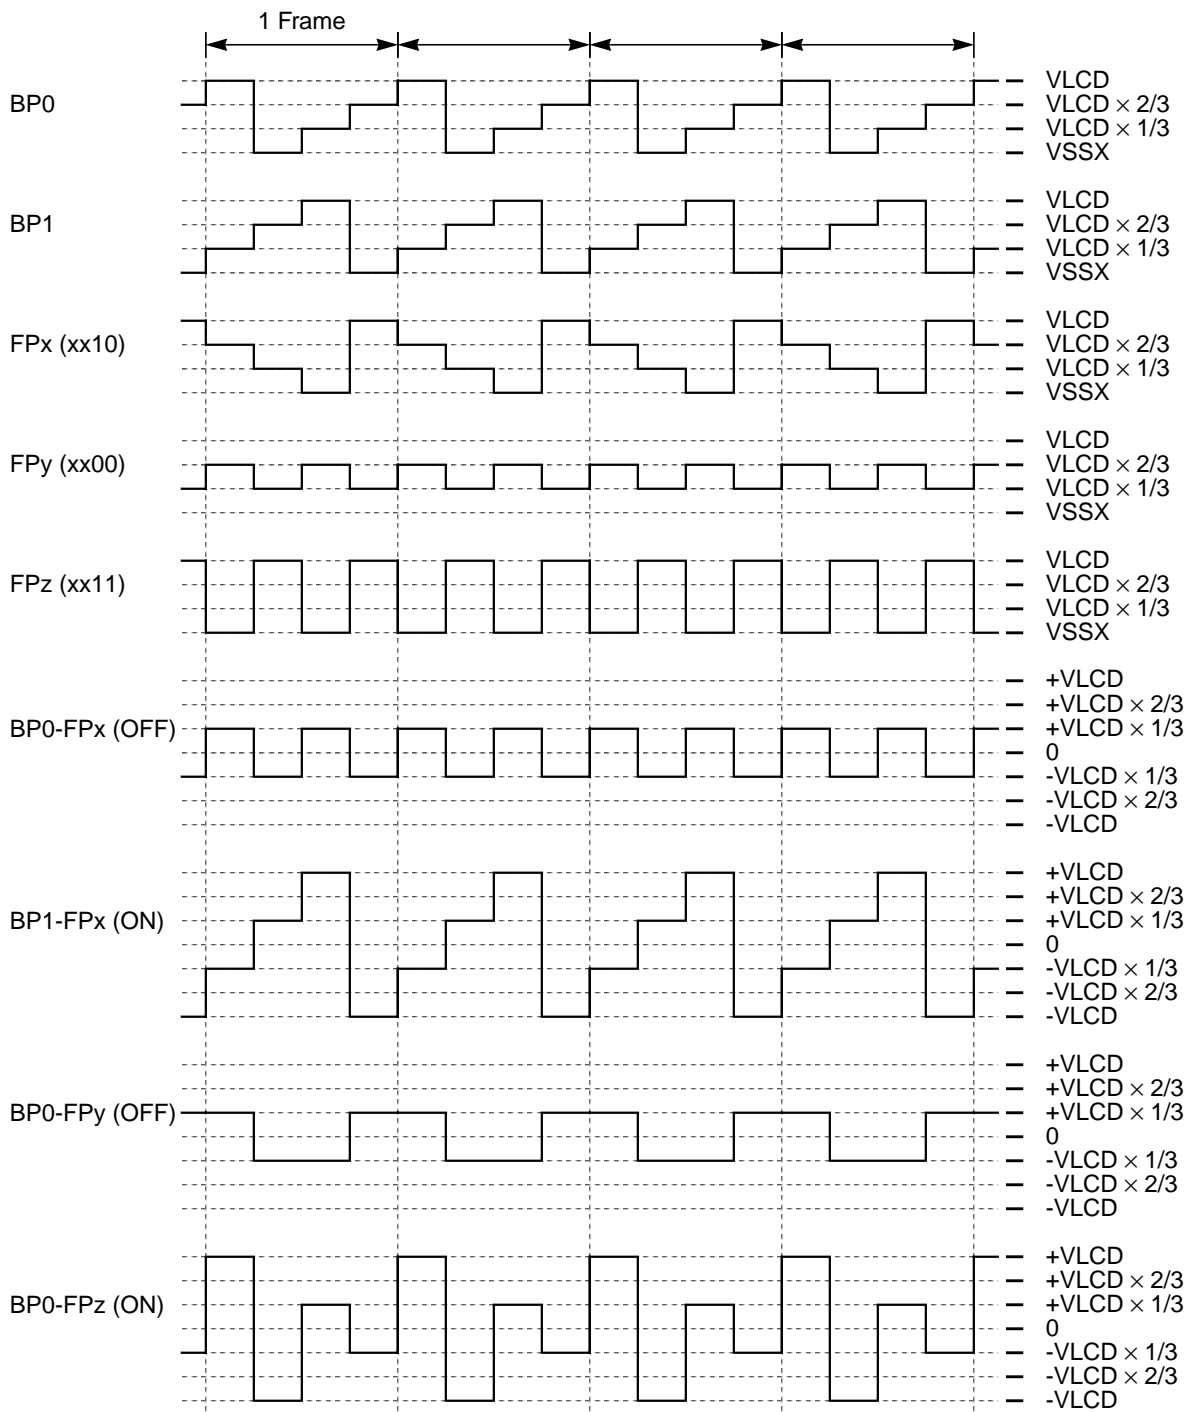 1 Frame
BP0
VLCD
VLCD × 2/3
VLCD × 1/3
VSSX
BP1
VLCD
VLCD × 2/3
VLCD × 1/3
VSSX
FPx (xx10)
VLCD
VLCD × 2/3
VLCD × 1/3
VSSX
FPy (xx00)
VLCD
VLCD × 2/3
VLCD × 1/3
VSSX
FPz (xx11)
VLCD
VLCD × 2/3
VLCD × 1/3
VSSX
BP0-FPx (OFF)
+VLCD
+VLCD × 2/3
+VLCD × 1/3
0
-VLCD × 1/3
-VLCD × 2/3
-VLCD
BP1-FPx (ON)
+VLCD
+VLCD × 2/3
+VLCD × 1/3
0
-VLCD × 1/3
-VLCD × 2/3
-VLCD
BP0-FPy (OFF)
+VLCD
+VLCD × 2/3
+VLCD × 1/3
0
-VLCD × 1/3
-VLCD × 2/3
-VLCD
BP0-FPz (ON)
+VLCD
+VLCD × 2/3
+VLCD × 1/3
0
-VLCD × 1/3
-VLCD × 2/3
-VLCD